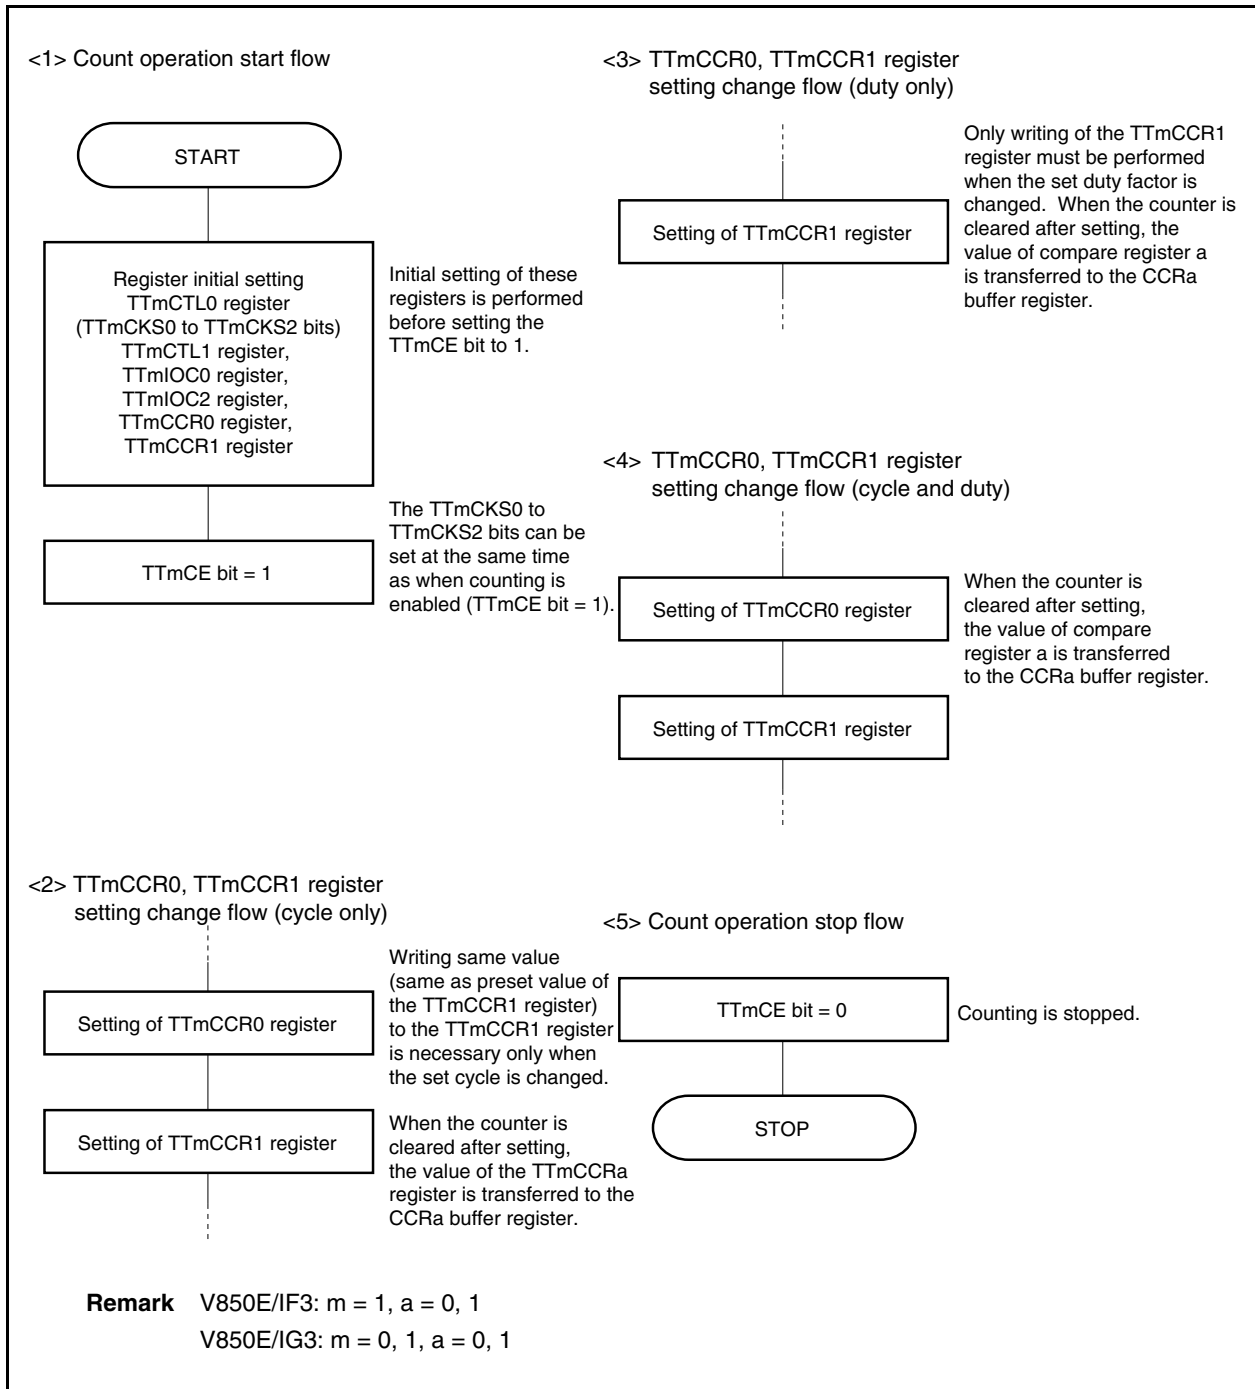 <1> Count operation start flow
START
Register initial setting
TTmCTL0 register
(TTmCKS0 to TTmCKS2 bits)
TTmCTL1 register,
TTmIOC0 register,
TTmIOC2 register,
TTmCCR0 register,
TTmCCR1 register
Initial setting of these
registers is performed
before setting the
TTmCE bit to 1.
TTmCE bit = 1
The TTmCKS0 to
TTmCKS2 bits can be
set at the same time
as when counting is
enabled (TTmCE bit = 1).
<2> TTmCCR0, TTmCCR1 register
setting change flow (cycle only)
Setting of TTmCCR0 register
Writing same value
(same as preset value of
the TTmCCR1 register)
to the TTmCCR1 register
is necessary only when
the set cycle is changed.
Setting of TTmCCR1 register
When the counter is
cleared after setting,
the value of the TTmCCRa
register is transferred to the
CCRa buffer register.
<3> TTmCCR0, TTmCCR1 register
setting change flow (duty only)
Setting of TTmCCR1 register
Only writing of the TTmCCR1
register must be performed
when the set duty factor is
changed. When the counter is
cleared after setting, the
value of compare register a
is transferred to the CCRa
buffer register.
<4> TTmCCR0, TTmCCR1 register
setting change flow (cycle and duty)
Setting of TTmCCR0 register
When the counter is
cleared after setting,
the value of compare
register a is transferred
to the CCRa buffer register.
Setting of TTmCCR1 register
<5> Count operation stop flow
TTmCE bit = 0
Counting is stopped.
STOP
Remark V850E/IF3: m = 1, a = 0, 1
V850E/IG3: m = 0, 1, a = 0, 1